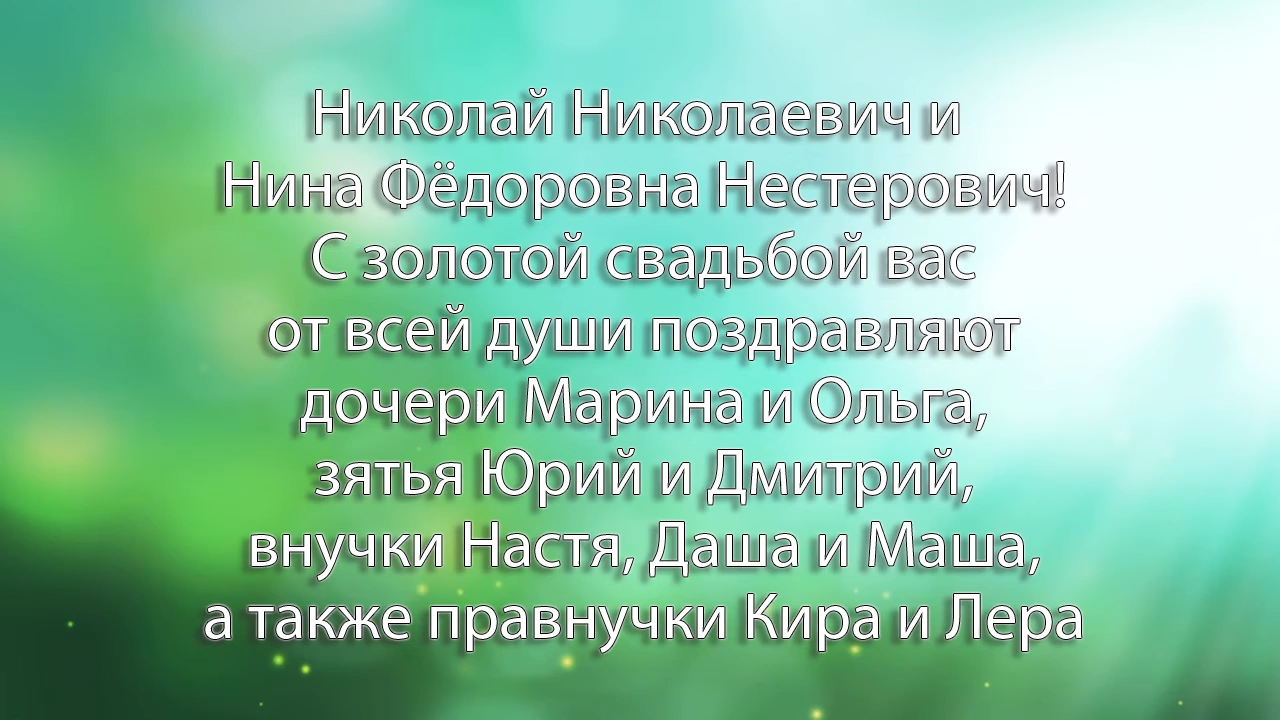 Николай Николаевич и
Нина Фёдоровна Нестерович!
С золотой свадьбой вас
от всей души поздравляют
дочери Марина и Ольга,
зятья Юрий и Дмитрий,
внучки Настя, Даша и Маша,
а также правнучки Кира и Лера